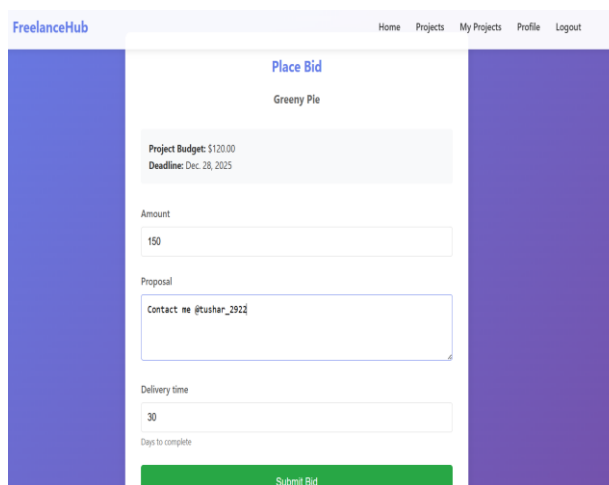 FreelanceHub Home Projects My Projects Profile Logout
Place Bid
Greeny Pie
Project Budget: $120.00
Deadline: Dec. 28, 2025
Amount
150
Proposal
Contact me @tushar_2922
Delivery time
30
Days to complete
Submit Bid